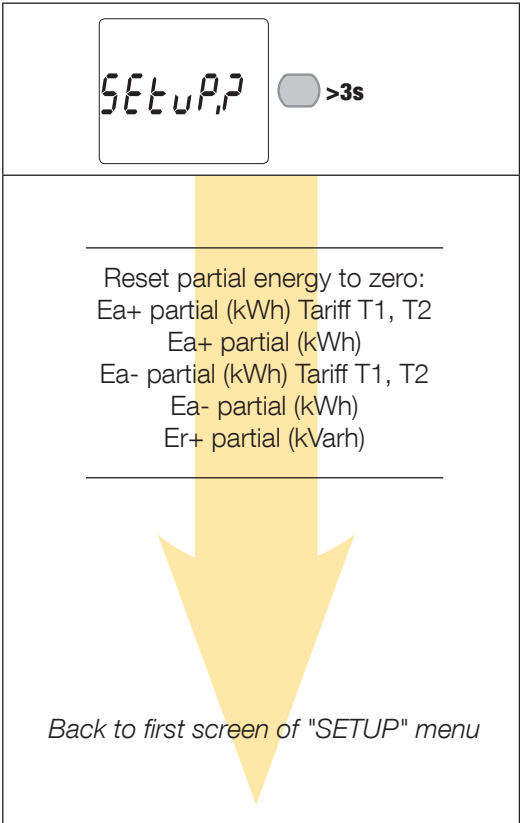 SEtuP.?
>3s
Reset partial energy to zero:
Ea+ partial (kWh) Tariff T1, T2
Ea+ partial (kWh)
Ea- partial (kWh) Tariff T1, T2
Ea- partial (kWh)
Er+ partial (kVarh)
Back to first screen of "SETUP" menu